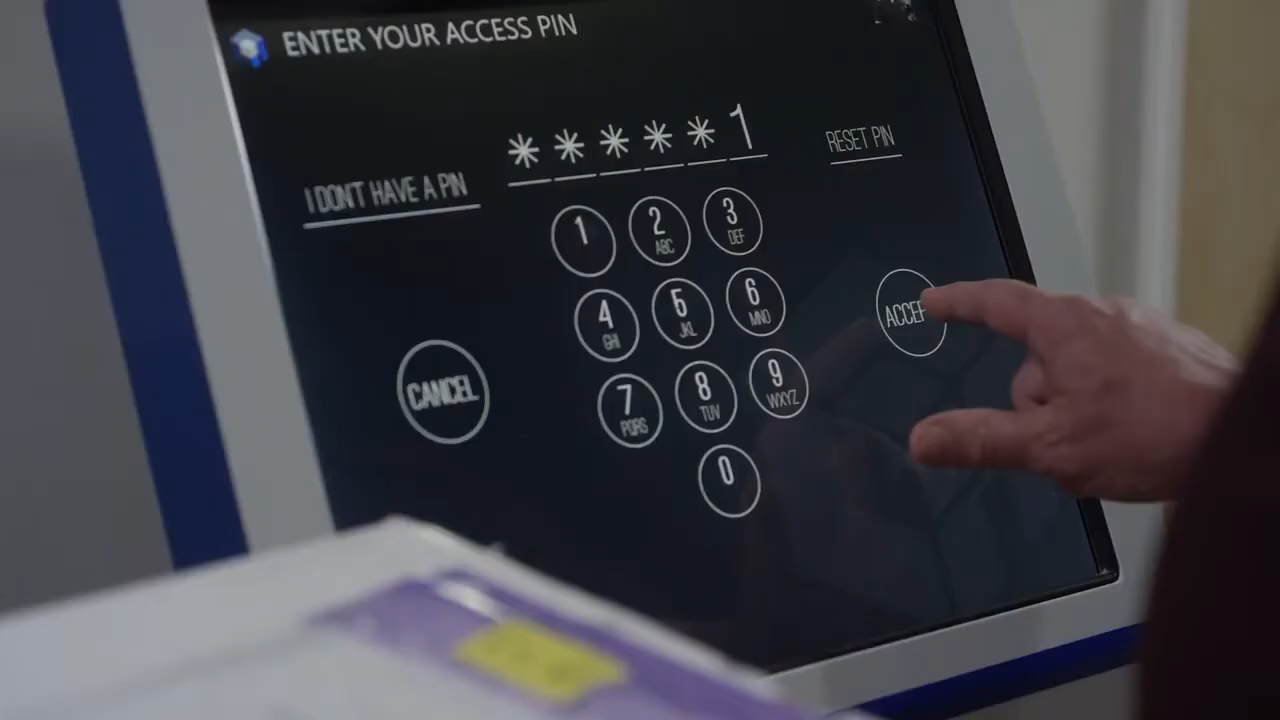 ENTER YOUR ACCESS PIN
*****1
RESET PIN
I DON'T HAVE A PIN
1
2
ABC
3
DEF
4
GHI
5
JKL
6
MNO
ACCEP
CANCEL
7
PQRS
8
TUV
9
WXYZ
0